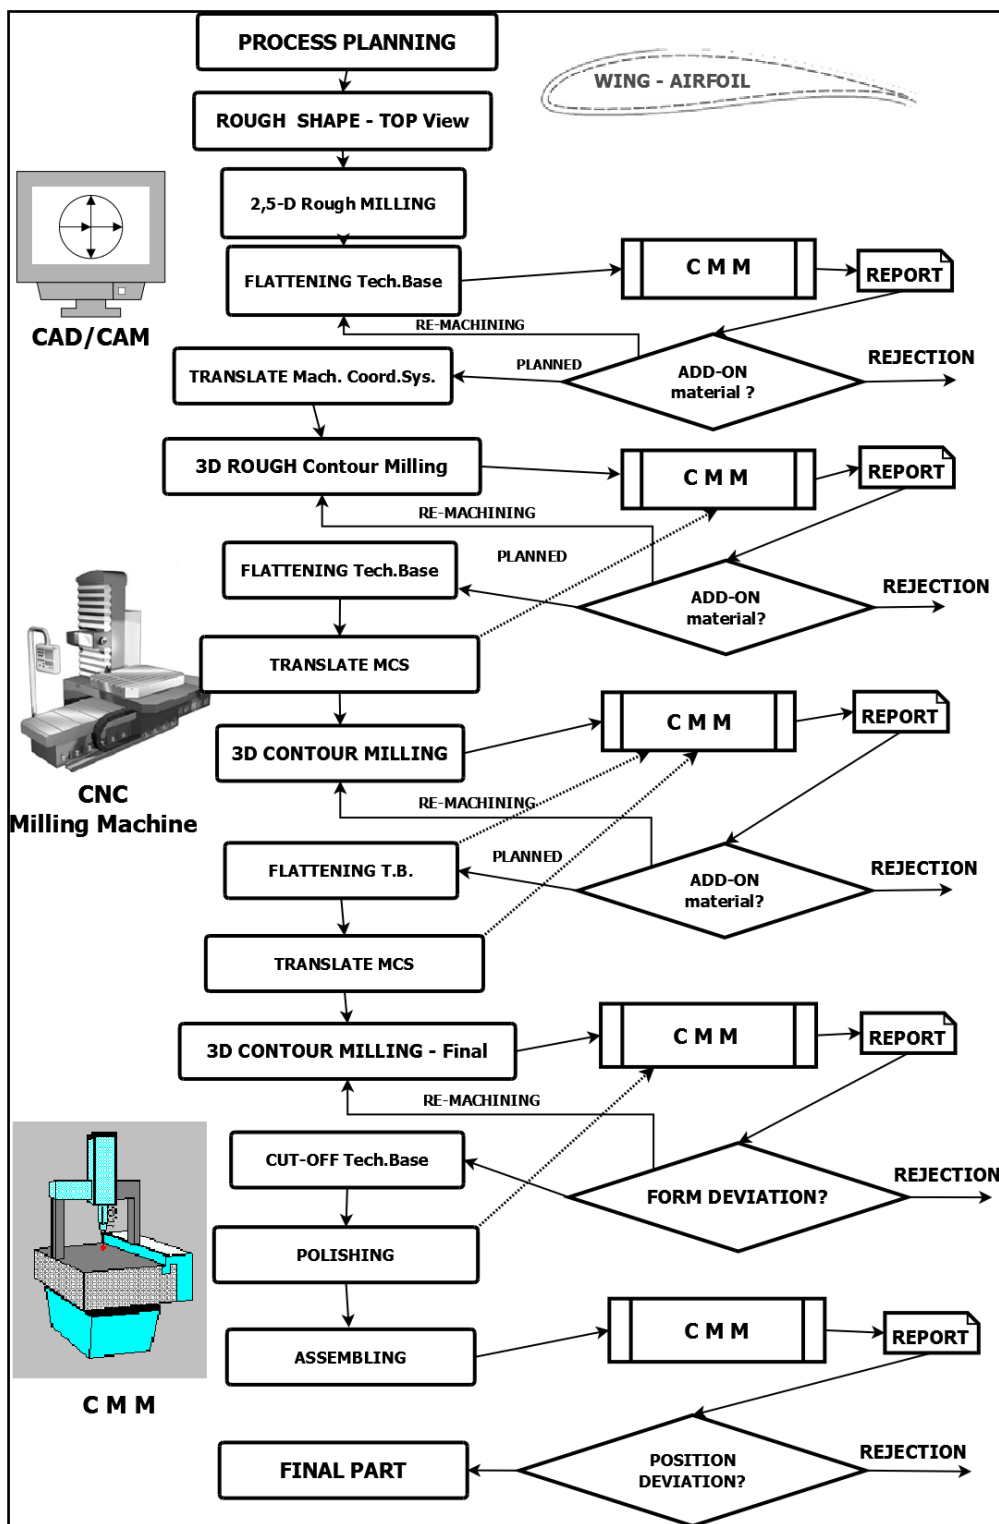 PROCESS PLANNING
WING - AIRFOIL
ROUGH SHAPE - TOP View
2,5-D Rough MILLING
FLATTENING Tech.Base
C M M
REPORT
CAD/CAM
RE-MACHINING
PLANNED
ADD-ON
material ?
REJECTION
TRANSLATE Mach. Coord.Sys.
3D ROUGH Contour Milling
C M M
REPORT
RE-MACHINING
PLANNED
FLATTENING Tech.Base
ADD-ON
material?
REJECTION
TRANSLATE MCS
3D CONTOUR MILLING
C M M
REPORT
CNC
Milling Machine
RE-MACHINING
PLANNED
FLATTENING T.B.
ADD-ON
material?
REJECTION
TRANSLATE MCS
3D CONTOUR MILLING - Final
C M M
REPORT
RE-MACHINING
CUT-OFF Tech.Base
FORM DEVIATION?
REJECTION
POLISHING
ASSEMBLING
C M M
REPORT
C M M
FINAL PART
POSITION
DEVIATION?
REJECTION